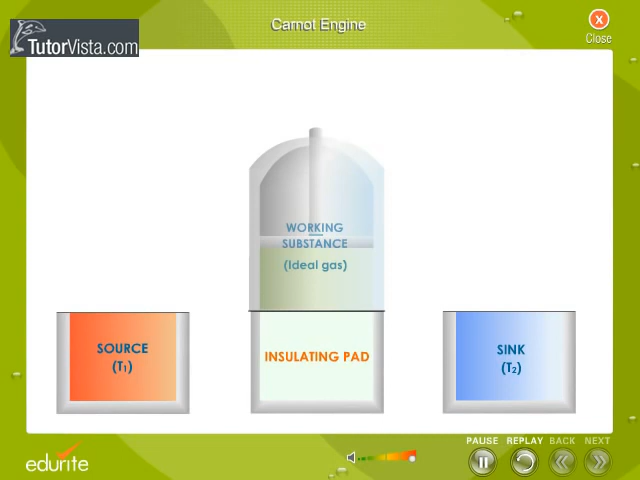 Carnot Engine
X
Close
TutorVista.com
WORKING
SUBSTANCE
(Ideal gas)
SOURCE
(T₁)
INSULATING PAD
SINK
(T₂)
PAUSE REPLAY BACK NEXT
edurite